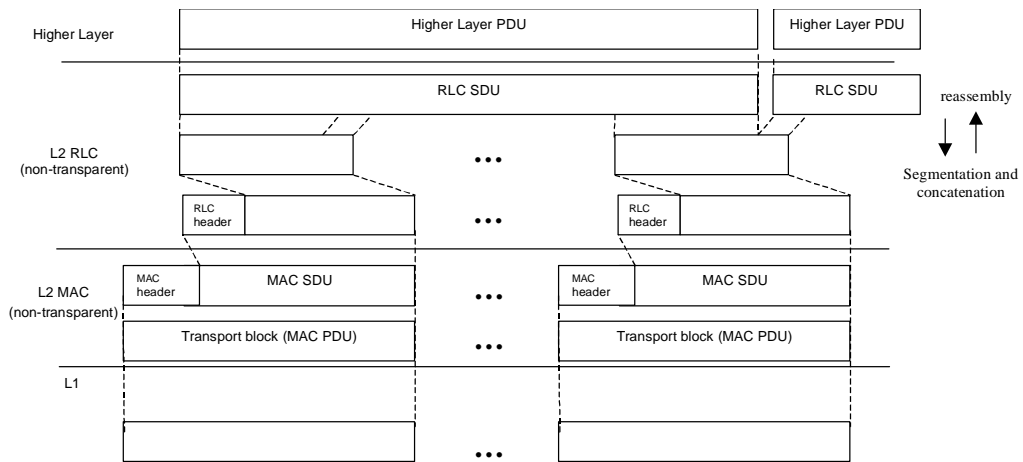 Higher Layer
Higher Layer PDU
Higher Layer PDU
RLC SDU
RLC SDU
reassembly
L2 RLC
(non-transparent)
•••
Segmentation and
concatenation
RLC
header
•••
RLC
header
L2 MAC
(non-transparent)
MAC
header
MAC SDU
•••
MAC
header
MAC SDU
Transport block (MAC PDU)
•••
Transport block (MAC PDU)
L1
•••